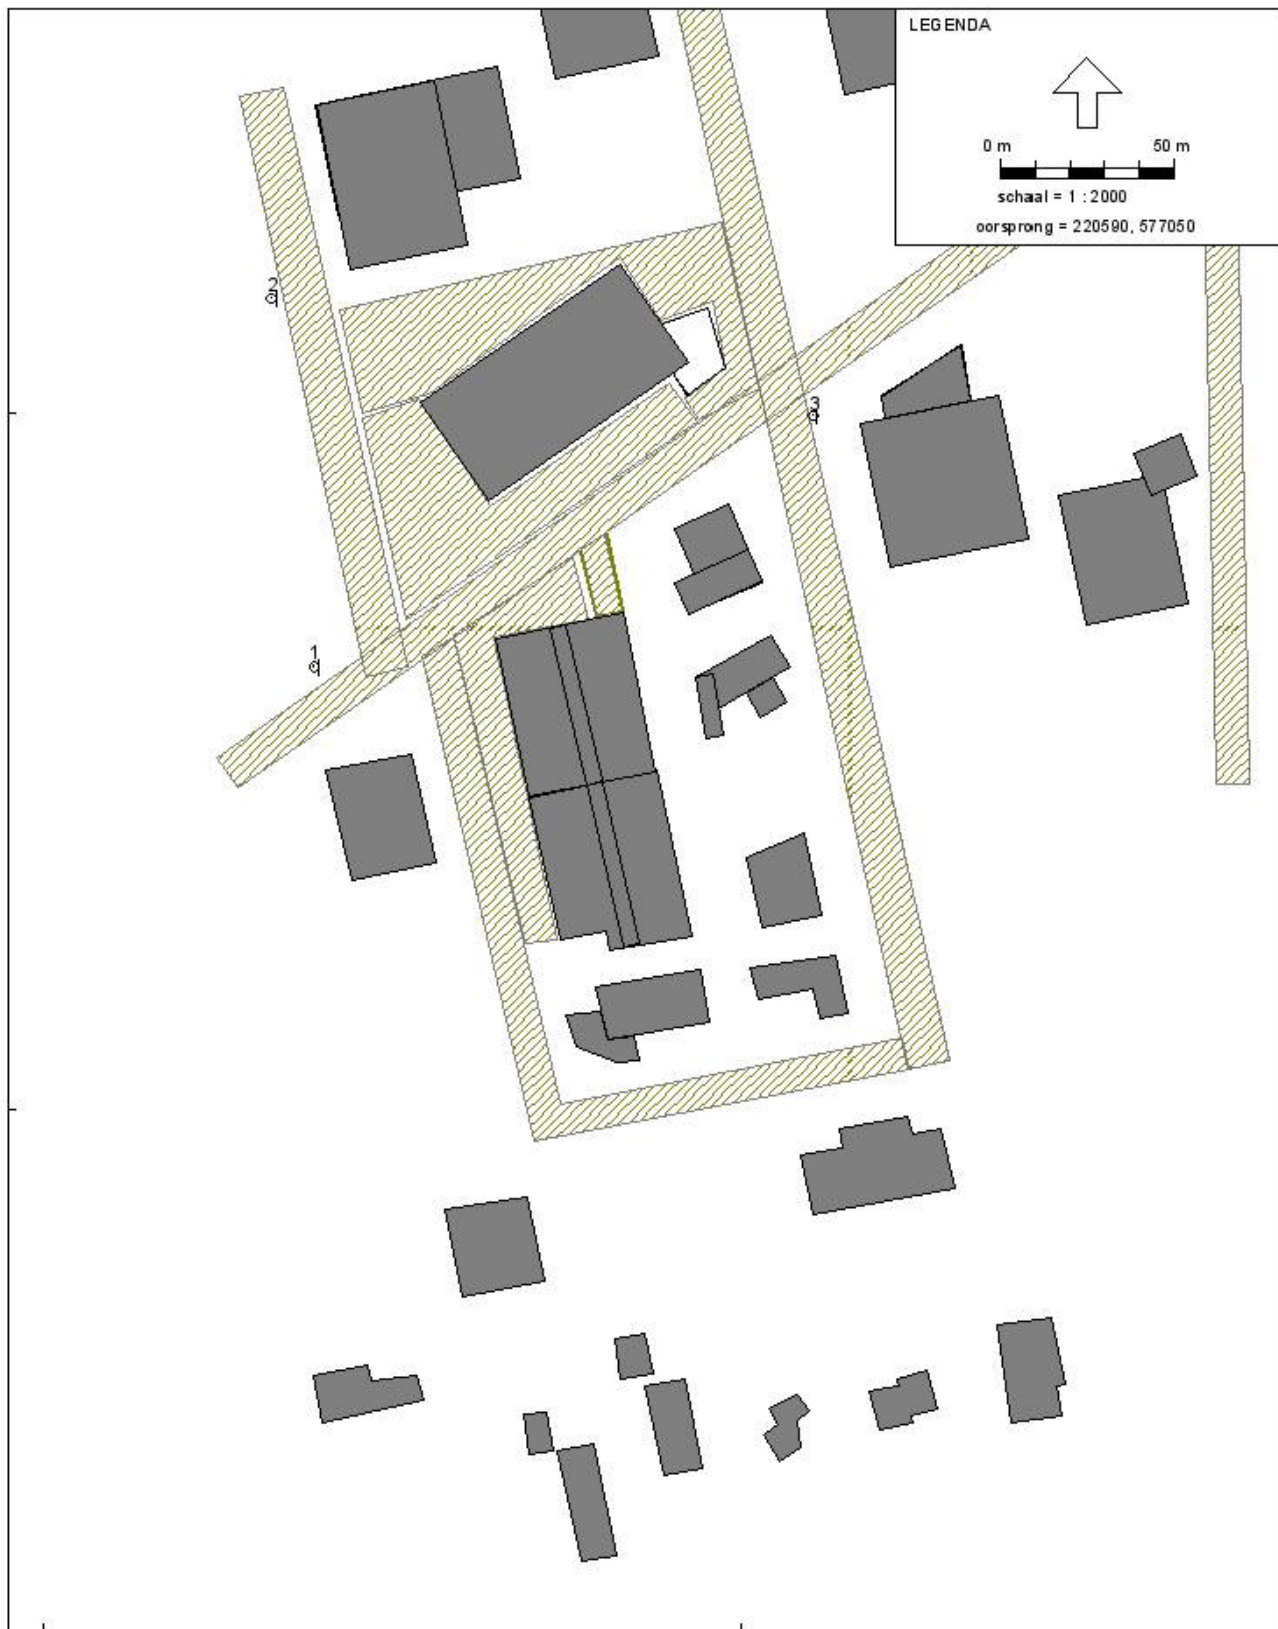 LEGENDA
0 m 50 m
schaal = 1 : 2000
oorsprong = 220590, 577050
2
3
1